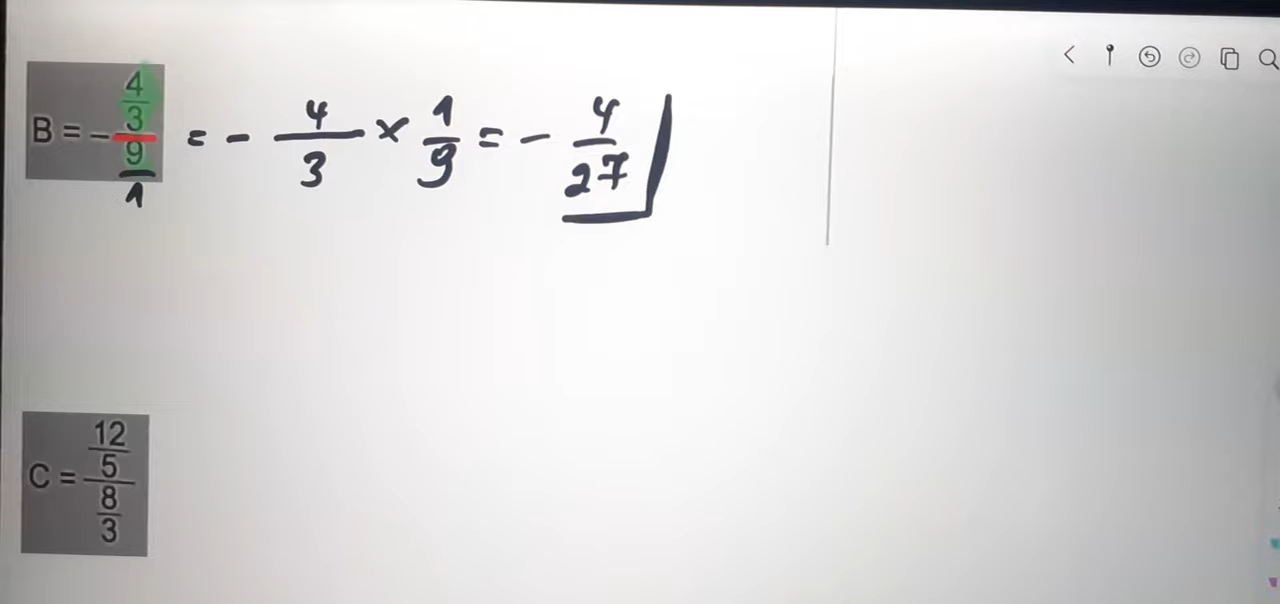 B = - 4/3 / 9/1 = - 4/3 × 1/9 = - 4/27
C = 12/5 / 8/3